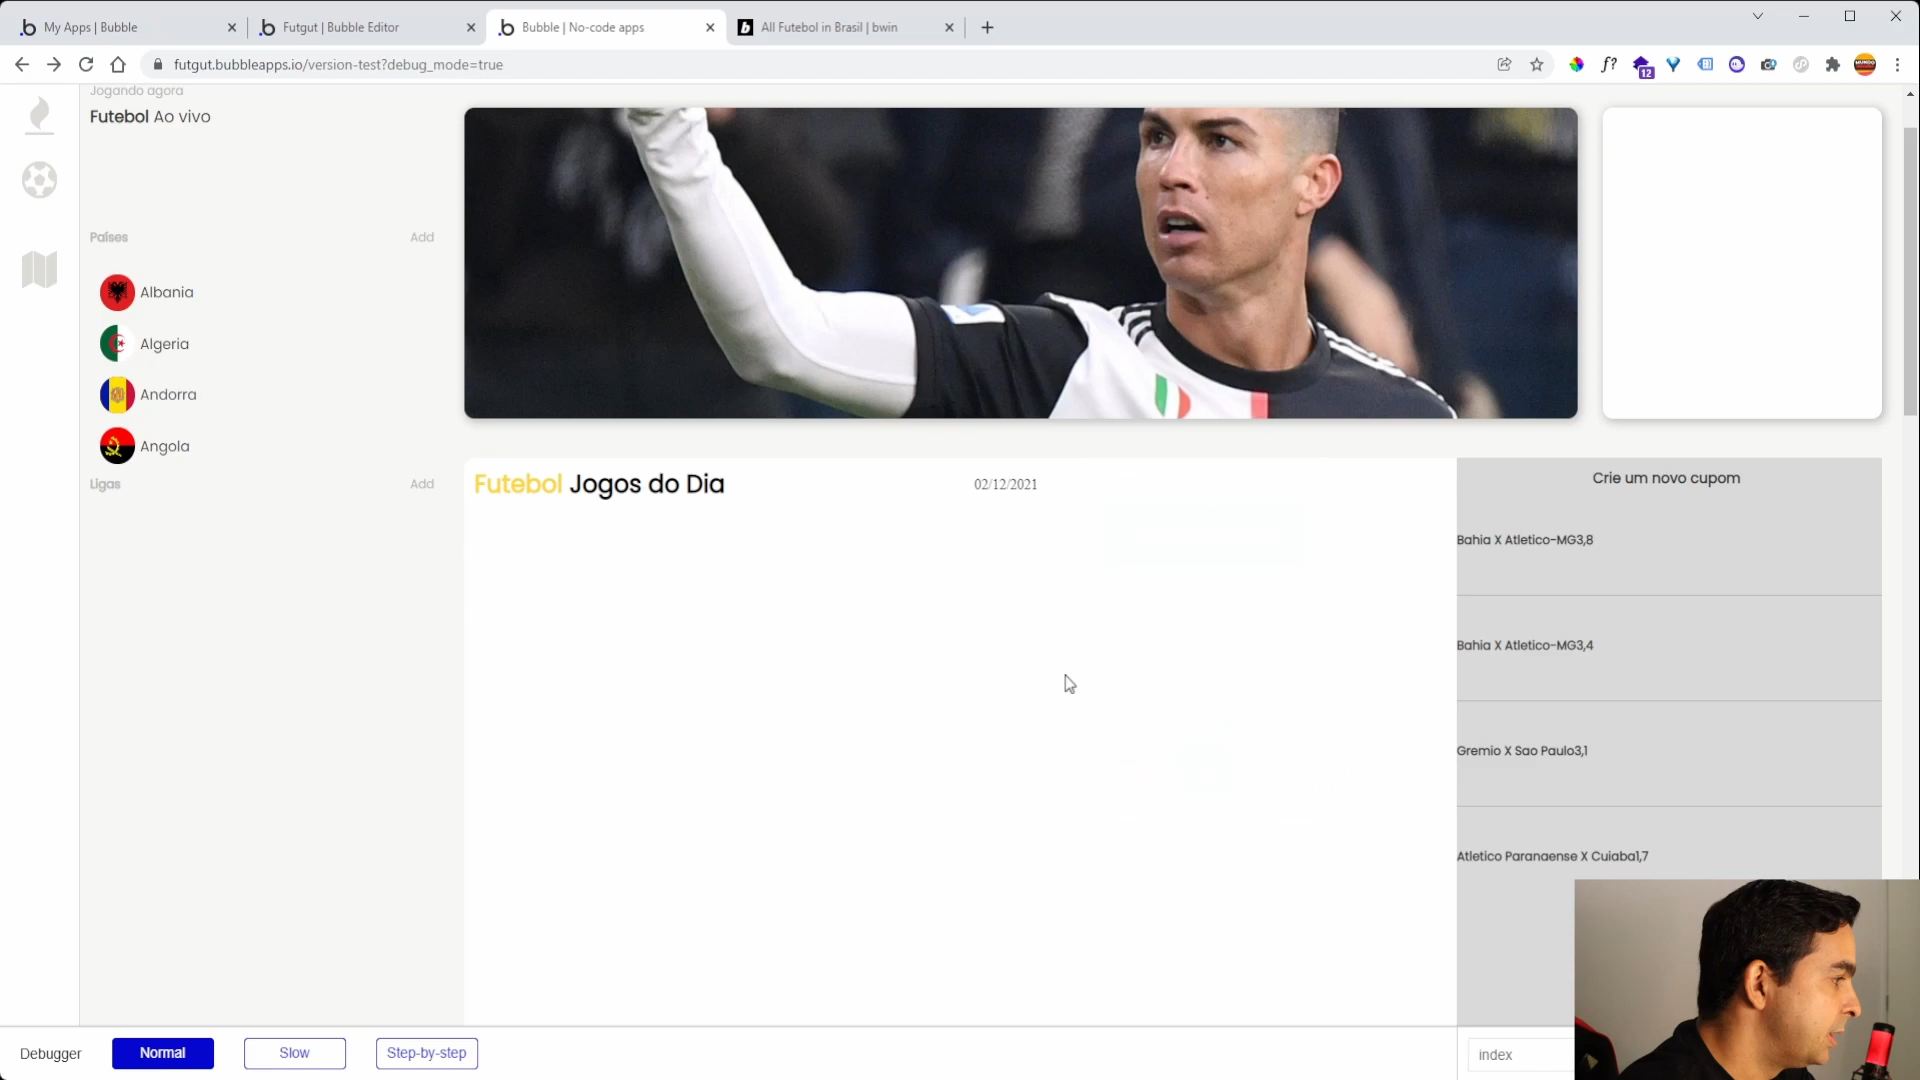 My Apps | Bubble
Futgut | Bubble Editor
Bubble | No-code apps
All Futebol in Brasil | bwin
futgut.bubbleapps.io/version-test?debug_mode=true
f?
12
Jogando agora
Futebol Ao vivo
Países
Add
Albania
Algeria
Andorra
Angola
Ligas
Add
Futebol Jogos do Dia
02/12/2021
Crie um novo cupom
Bahia X Atletico-MG3,8
Bahia X Atletico-MG3,4
Gremio X Sao Paulo3,1
Atletico Paranaense X Cuiaba1,7
Debugger
Normal
Slow
Step-by-step
index